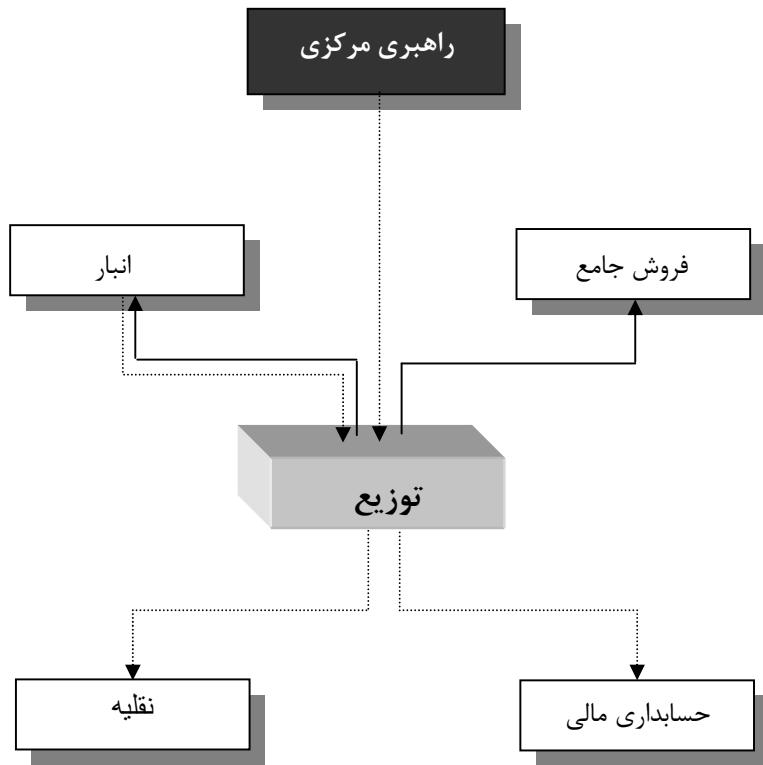 راهبری مرکزی
فروش جامع
انبار
توزیع
حسابداری مالی
نقلیه